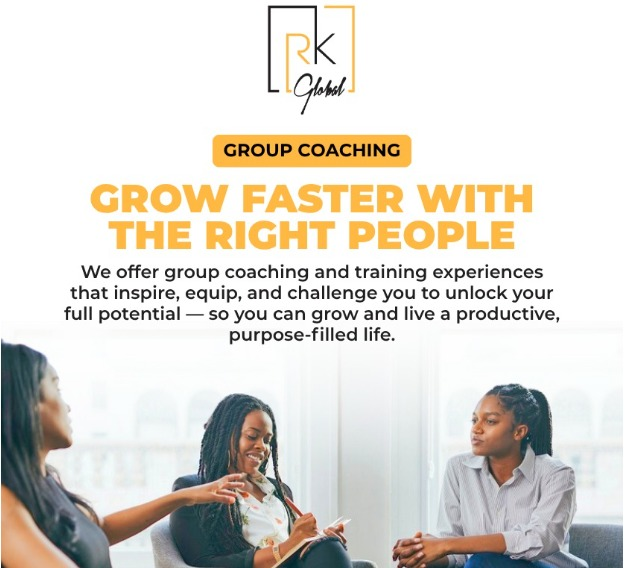 RK
Global
GROUP COACHING
GROW FASTER WITH
THE RIGHT PEOPLE
We offer group coaching and training experiences
that inspire, equip, and challenge you to unlock your
full potential — so you can grow and live a productive,
purpose-filled life.